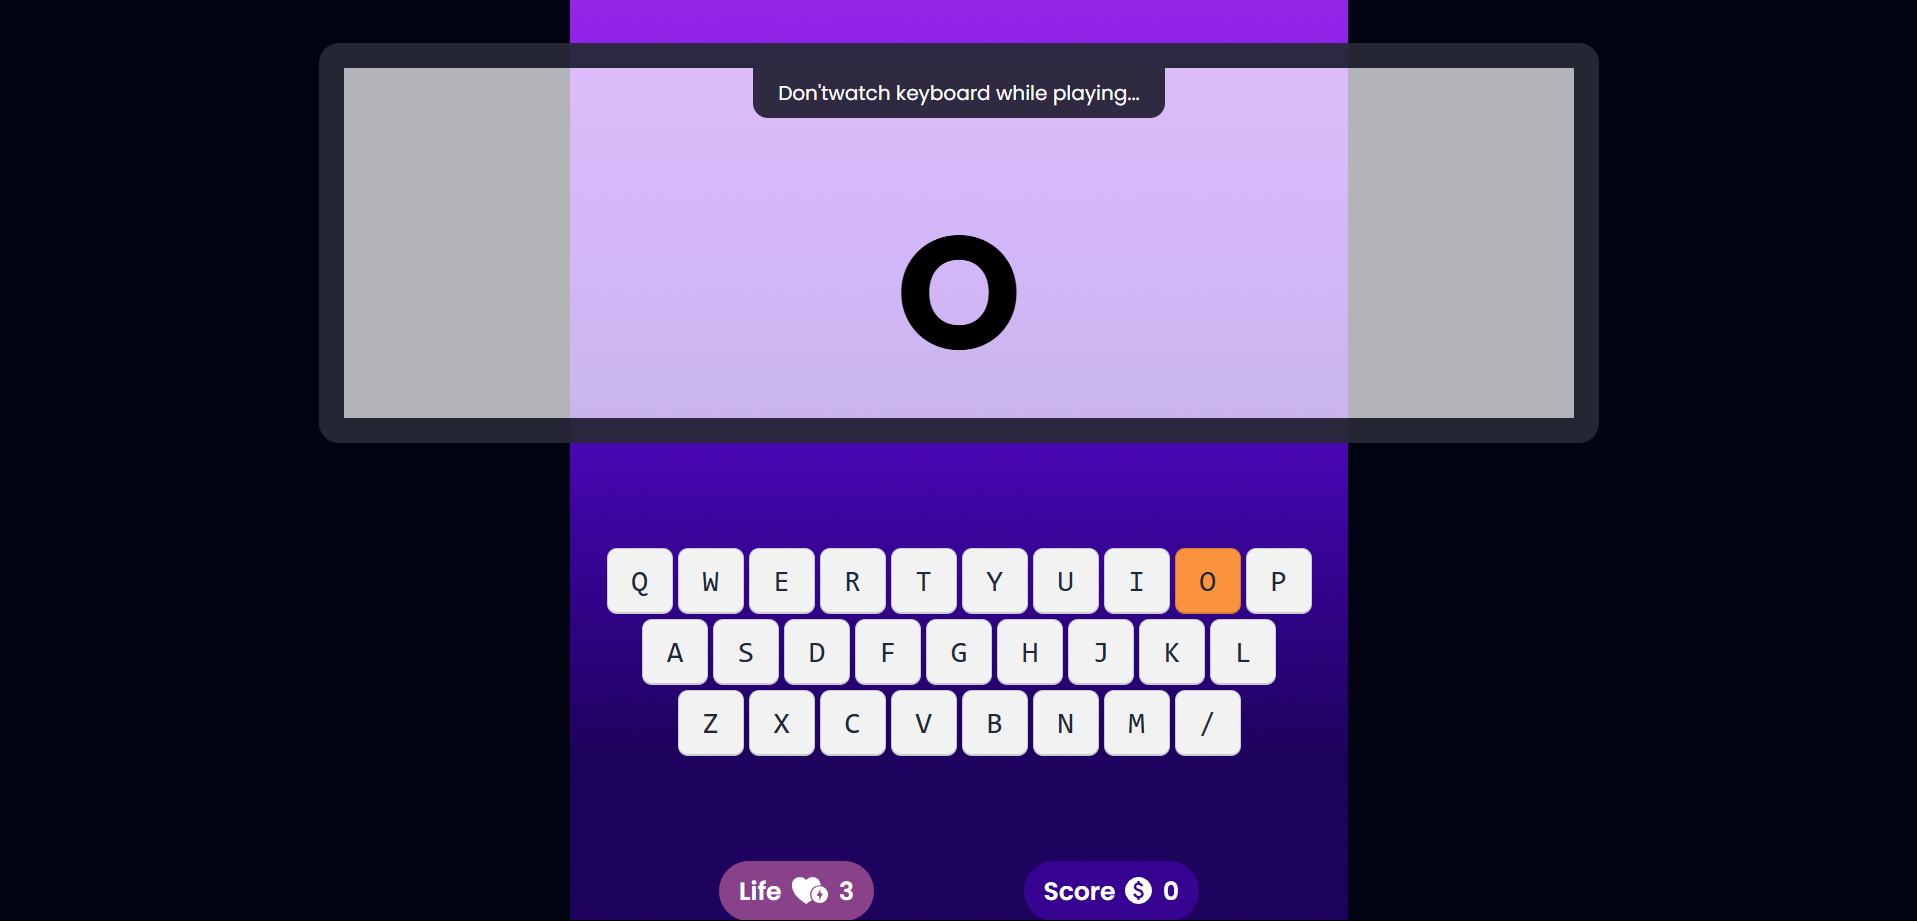 Don'twatch keyboard while playing...
O
Q W E R T Y U I O P
A S D F G H J K L
Z X C V B N M /
Life 3 Score $ 0